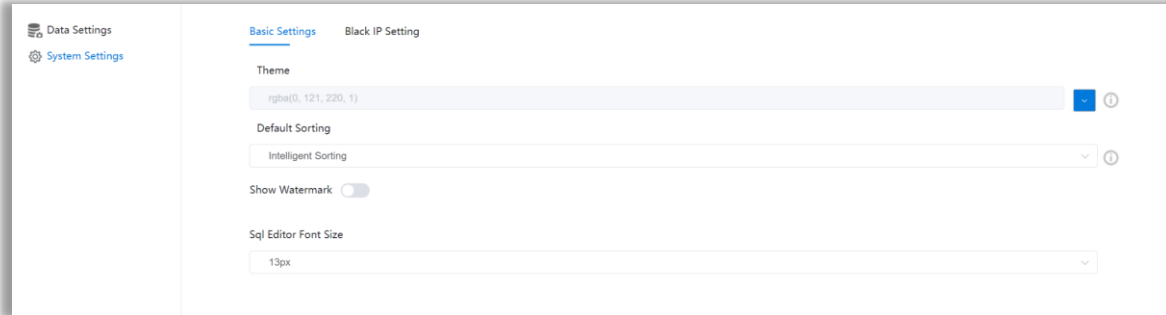 Data Settings
System Settings
Basic Settings Black IP Setting
Theme
rgba(0, 121, 220, 1)
Default Sorting
Intelligent Sorting
Show Watermark
Sql Editor Font Size
13px